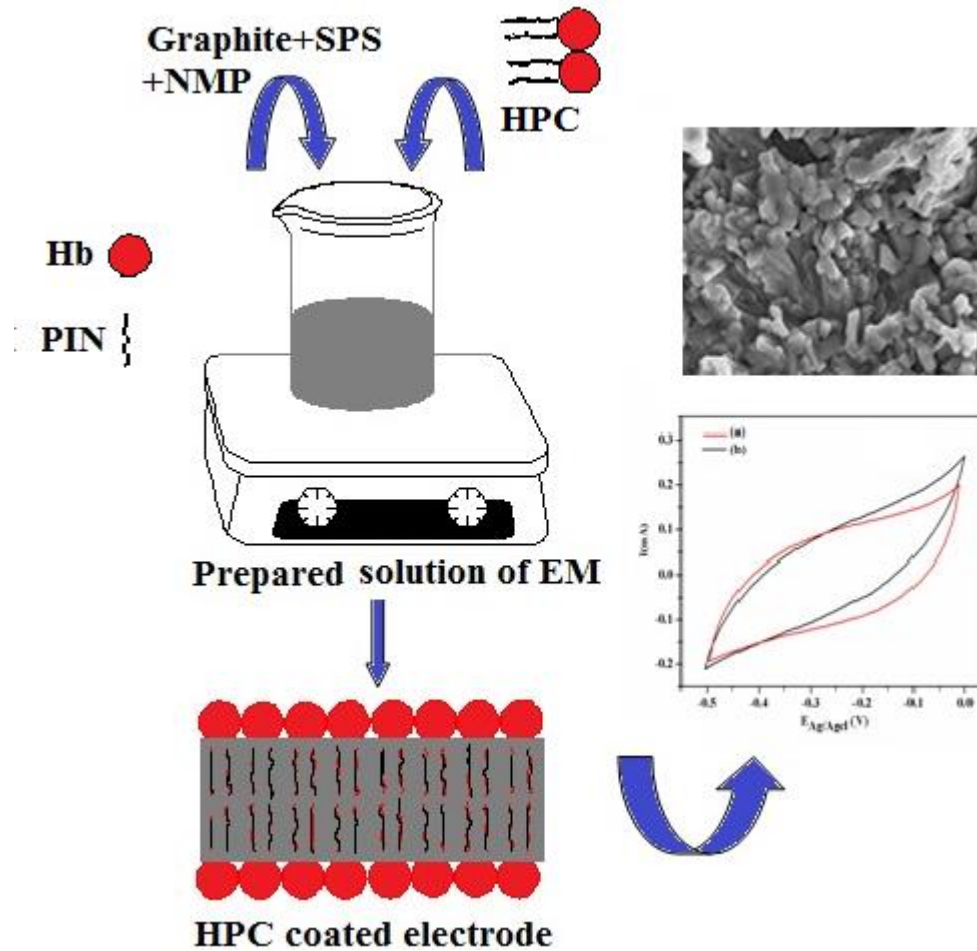 Graphite+SPS
+NMP
HPC
Hb
PIN
Prepared solution of EM
HPC coated electrode
(a)
(b)
0.3
0.2
0.1
0.0
-0.1
-0.2
I(mA)
-0.5
-0.4
-0.3
-0.2
-0.1
0.0
E Ag/Agcl (V)